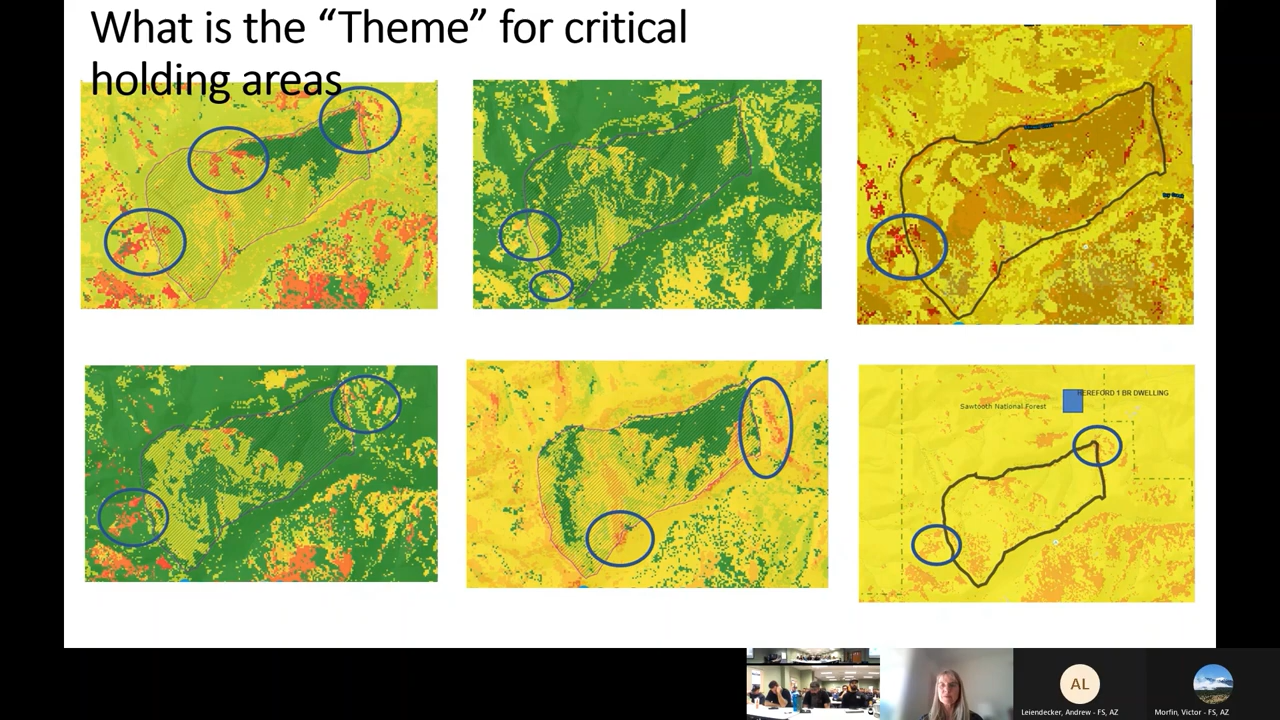 What is the “Theme” for critical
holding areas
HEREFORD 1 BR DWELLING
Sawtooth National Forest
AL
Leiendecker, Andrew - FS, AZ
Morfin, Victor - FS, AZ